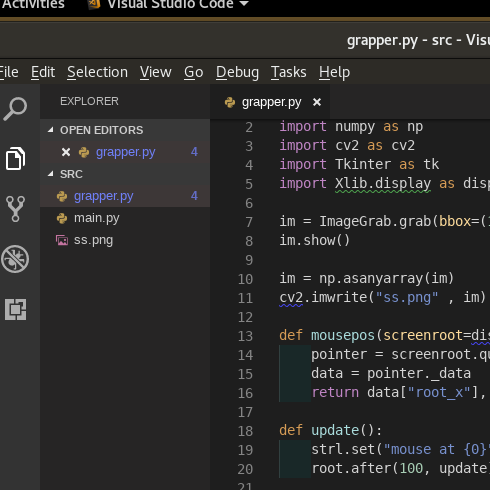 Activities Visual Studio Code
grapper.py - src - Vis
File Edit Selection View Go Debug Tasks Help
EXPLORER
OPEN EDITORS
grapper.py 4
SRC
grapper.py 4
main.py
ss.png
grapper.py
2 import numpy as np
3 import cv2 as cv2
4 import Tkinter as tk
5 import Xlib.display as disp
6
7 im = ImageGrab.grab(bbox=(
8 im.show()
9
10 im = np.asanyarray(im)
11 cv2.imwrite("ss.png" , im)
12
13 def mousepos(screenroot=dis
14 pointer = screenroot.qu
15 data = pointer._data
16 return data["root_x"],
17
18 def update():
19 strl.set("mouse at {0}"
20 root.after(100, update
21